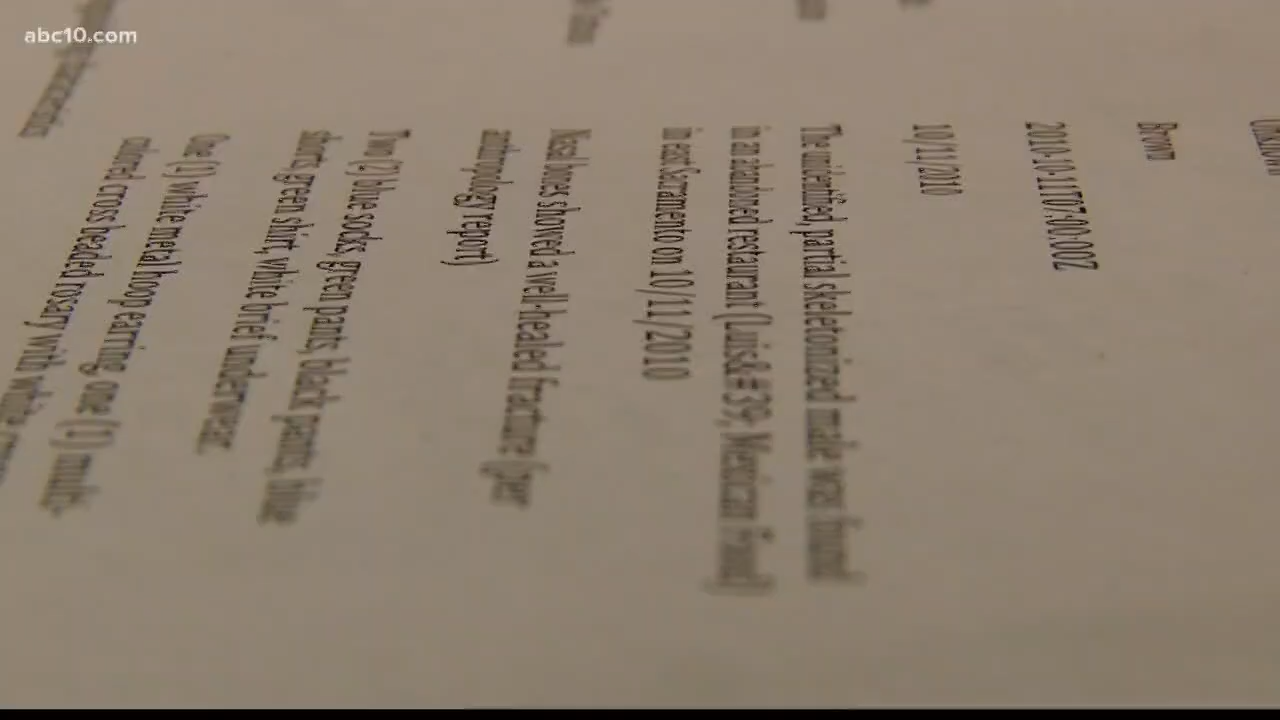 abc10.com
Brown
2010-10-11T07:00:00Z
10/11/2010
The unidentified, partial skeletonized male was found
in an abandoned restaurant (Luis&#39; Mexican Food)
in east Sacramento on 10/11/2010
Nasal bones showed a well-healed fracture (per
anthropology report)
Two (2) blue socks, green pants, black pants, blue
shorts, green shirt, white brief underwear.
One (1) white metal hoop earring one (1) multi-
colored cross beaded rosary with white